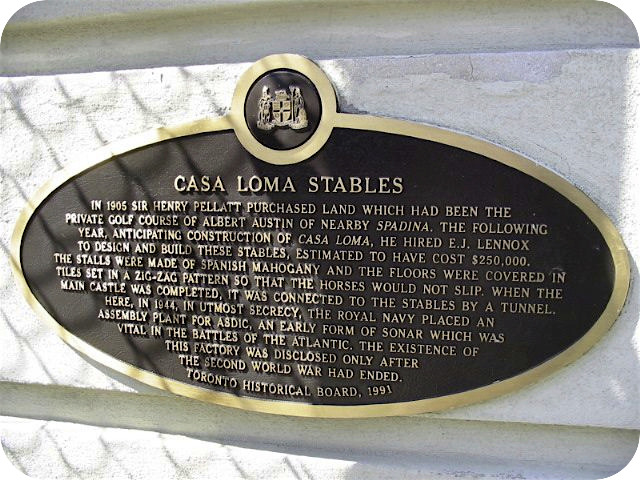 CASA LOMA STABLES
IN 1905 SIR HENRY PELLATT PURCHASED LAND WHICH HAD BEEN THE
PRIVATE GOLF COURSE OF ALBERT AUSTIN OF NEARBY SPADINA. THE FOLLOWING
YEAR, ANTICIPATING CONSTRUCTION OF CASA LOMA, HE HIRED E.J. LENNOX
TO DESIGN AND BUILD THESE STABLES, ESTIMATED TO HAVE COST $250,000.
THE STALLS WERE MADE OF SPANISH MAHOGANY AND THE FLOORS WERE COVERED IN
TILES SET IN A ZIG-ZAG PATTERN SO THAT THE HORSES WOULD NOT SLIP. WHEN THE
MAIN CASTLE WAS COMPLETED, IT WAS CONNECTED TO THE STABLES BY A TUNNEL.
HERE, IN 1944, IN UTMOST SECRECY, THE ROYAL NAVY PLACED AN
ASSEMBLY PLANT FOR ASDIC, AN EARLY FORM OF SONAR WHICH WAS
VITAL IN THE BATTLES OF THE ATLANTIC. THE EXISTENCE OF
THIS FACTORY WAS DISCLOSED ONLY AFTER
THE SECOND WORLD WAR HAD ENDED.
TORONTO HISTORICAL BOARD, 1991